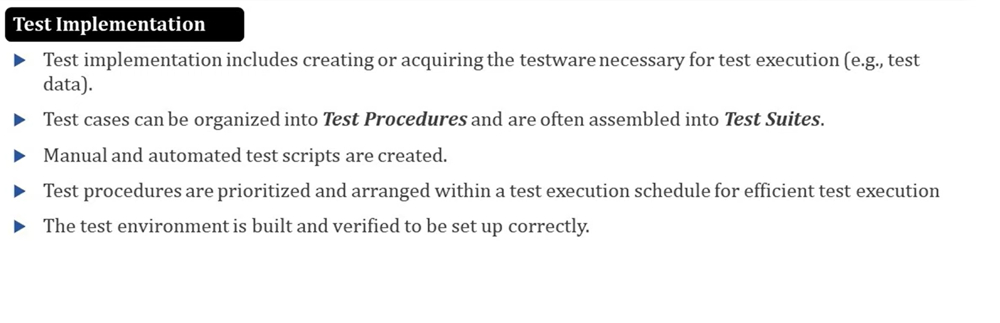 Test Implementation
Test implementation includes creating or acquiring the testware necessary for test execution (e.g., test
data).
Test cases can be organized into Test Procedures and are often assembled into Test Suites.
Manual and automated test scripts are created.
Test procedures are prioritized and arranged within a test execution schedule for efficient test execution
The test environment is built and verified to be set up correctly.